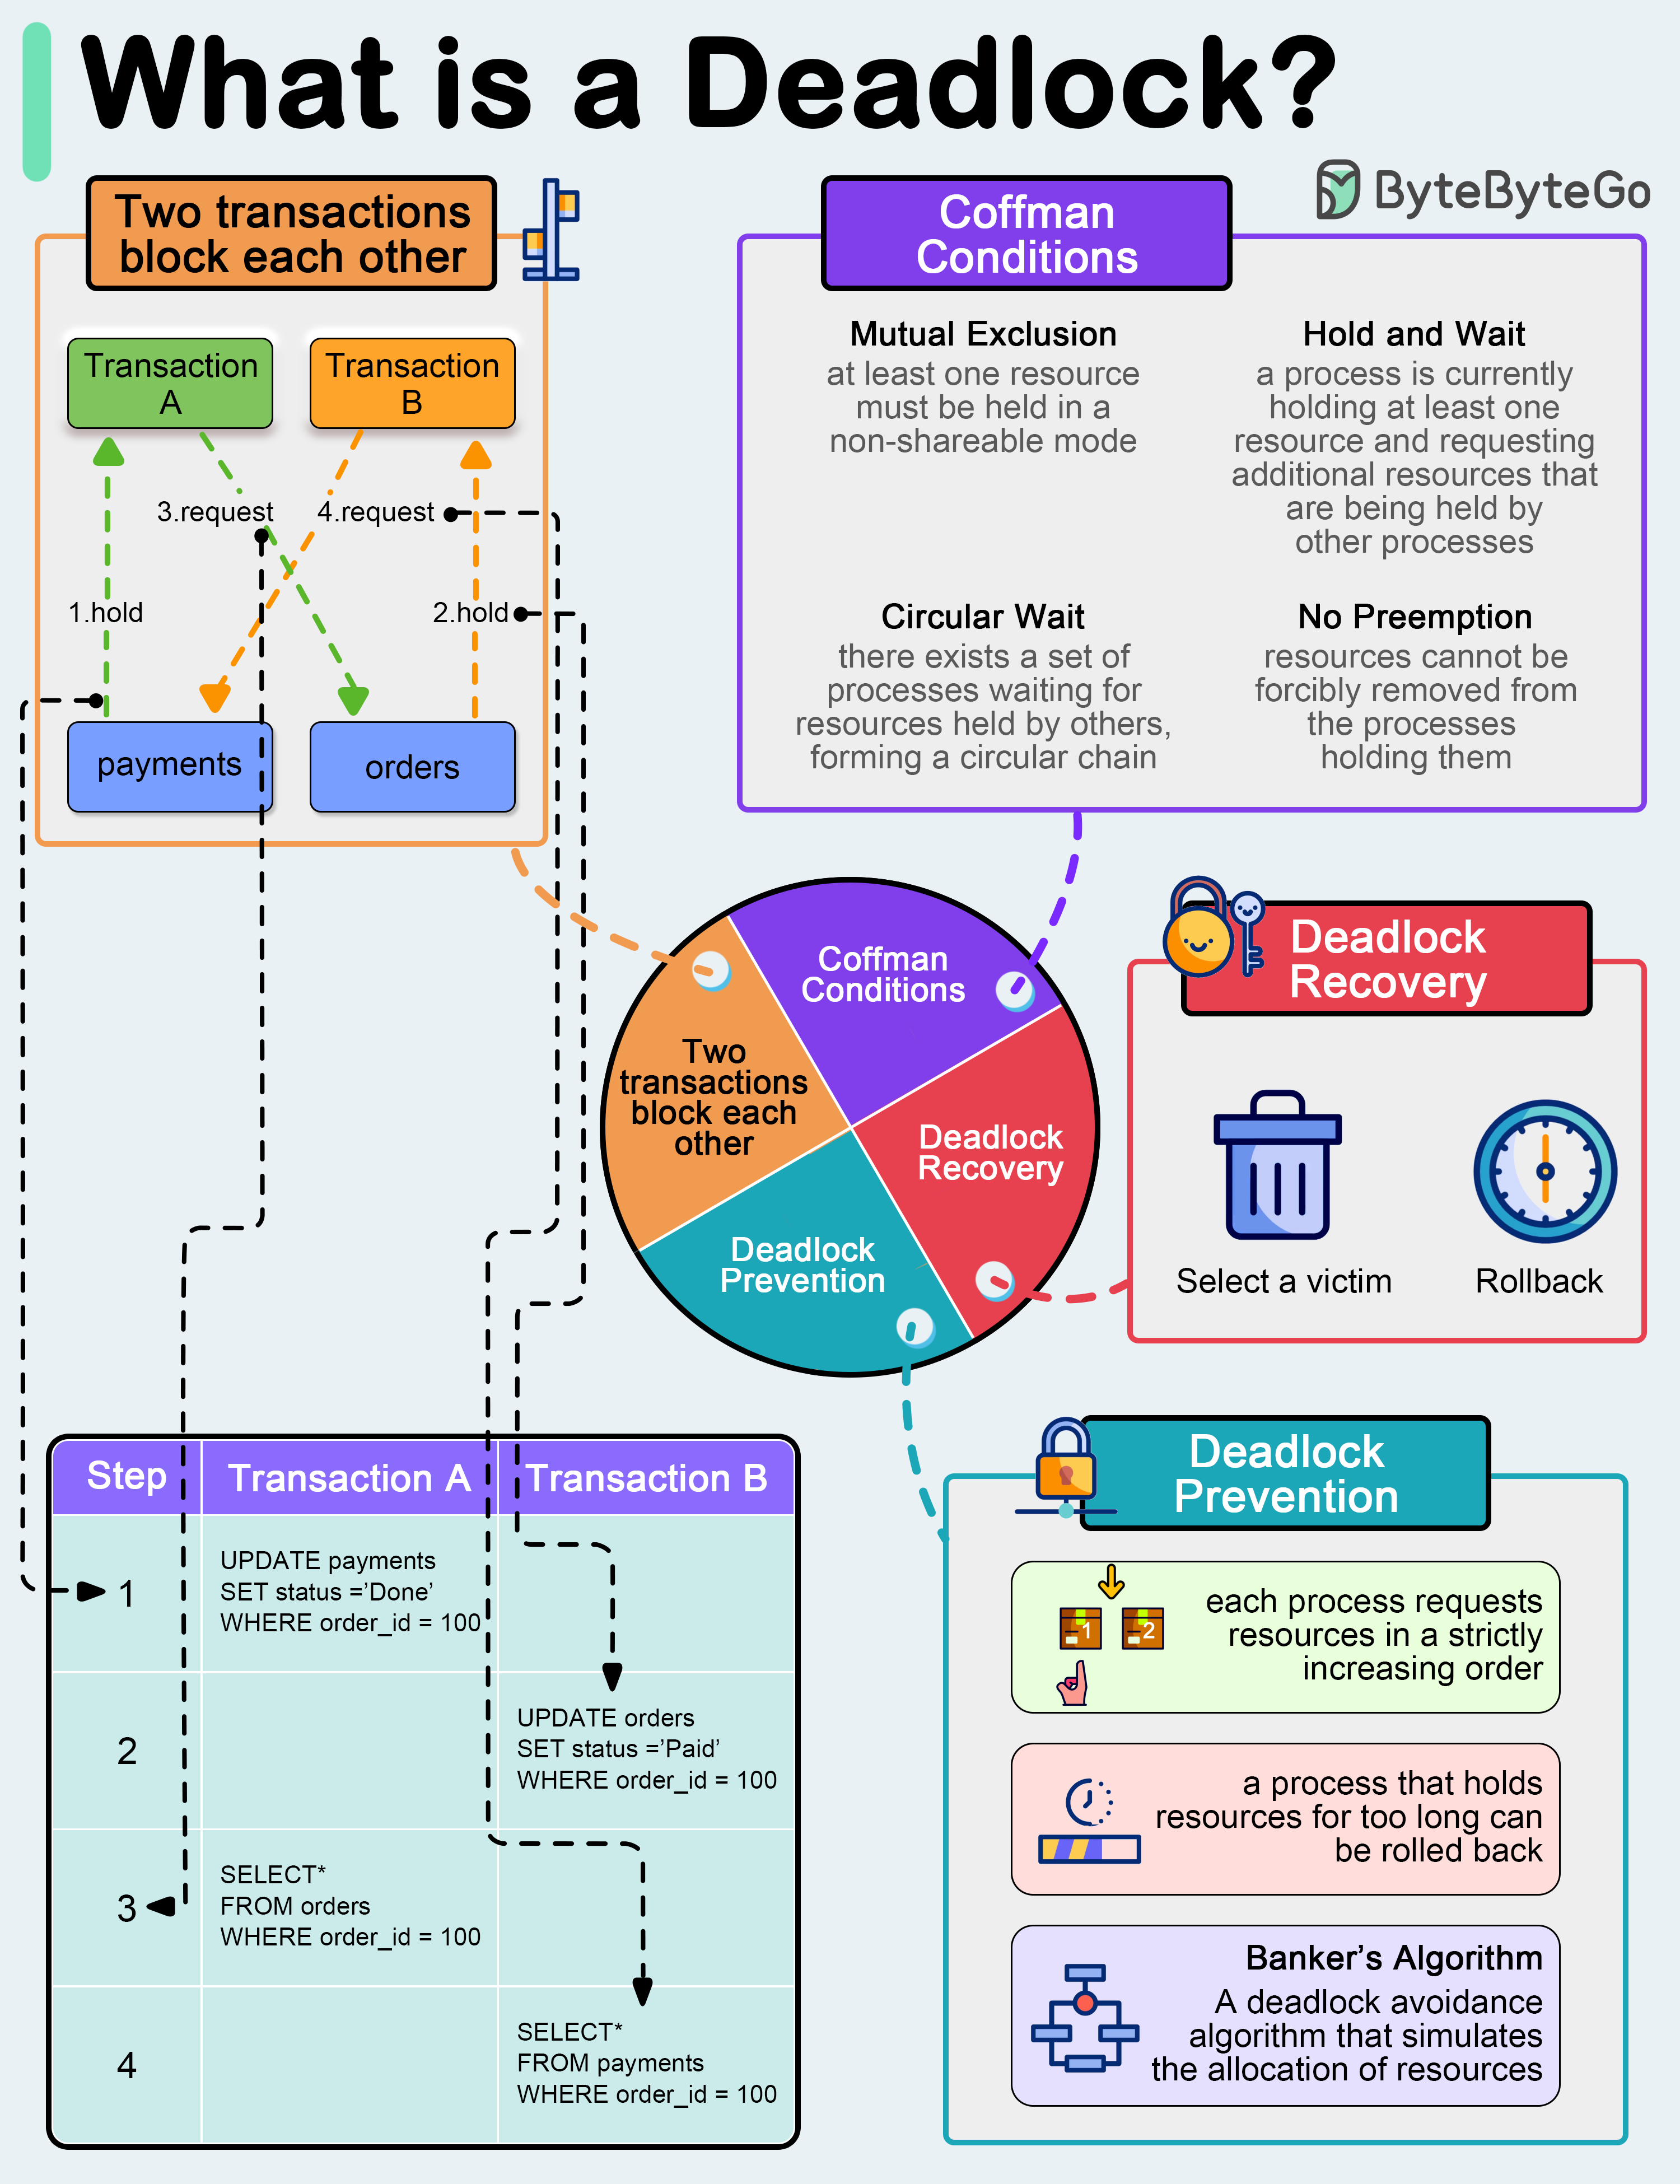 What is a Deadlock?
ByteByteGo
Two transactions
block each other
Transaction
A
Transaction
B
3.request
4.request
1.hold
2.hold
payments
orders
Coffman
Conditions
Mutual Exclusion
at least one resource
must be held in a
non-shareable mode
Hold and Wait
a process is currently
holding at least one
resource and requesting
additional resources that
are being held by
other processes
Circular Wait
there exists a set of
processes waiting for
resources held by others,
forming a circular chain
No Preemption
resources cannot be
forcibly removed from
the processes
holding them
Coffman
Conditions
Two
transactions
block each
other
Deadlock
Recovery
Deadlock
Prevention
Deadlock
Recovery
Select a victim
Rollback
Step
Transaction A
Transaction B
1
UPDATE payments
SET status =’Done’
WHERE order_id = 100
2
UPDATE orders
SET status =’Paid’
WHERE order_id = 100
3
SELECT*
FROM orders
WHERE order_id = 100
4
SELECT*
FROM payments
WHERE order_id = 100
Deadlock
Prevention
1
2
each process requests
resources in a strictly
increasing order
a process that holds
resources for too long can
be rolled back
Banker’s Algorithm
A deadlock avoidance
algorithm that simulates
the allocation of resources